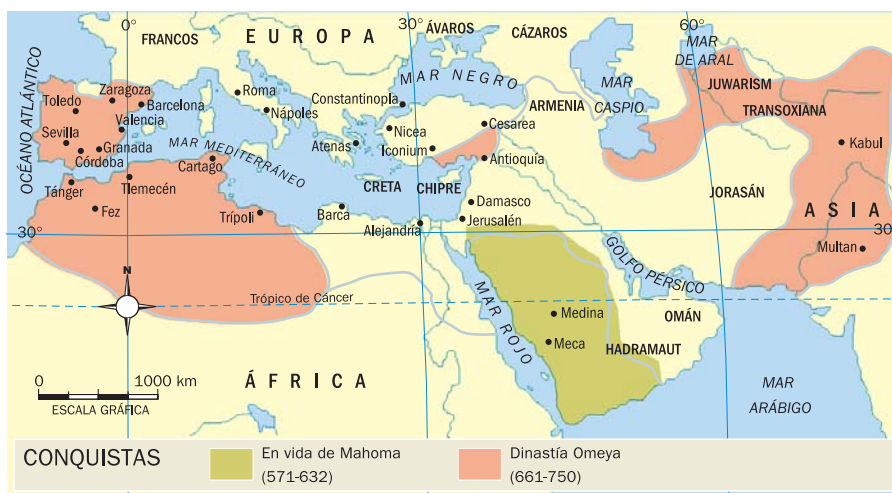 0°
30°
60°
FRANCOS
EUROPA
ÁVAROS
CÁZAROS
MAR DE ARAL
OCÉANO ATLÁNTICO
Zaragoza
Toledo
Barcelona
Valencia
Sevilla
Granada
Córdoba
Roma
Nápoles
MAR NEGRO
Constantinopla
Nicea
Atenas
Iconium
Cesarea
ARMENIA
MAR CASPIO
JUWARISM
TRANSOXIANA
Kabul
MAR MEDITERRÁNEO
Cartago
Antioquía
Tánger
Tlemecén
Fez
Trípoli
Barca
CRETA
CHIPRE
Damasco
Jerusalén
Alejandría
JORASÁN
ASIA
Multan
30°
30
N
Trópico de Cáncer
GOLFO PÉRSICO
MAR ROJO
Medina
Meca
OMÁN
HADRAMAUT
0
1000 km
ESCALA GRÁFICA
ÁFRICA
MAR ARÁBIGO
CONQUISTAS
En vida de Mahoma
(571-632)
Dinastía Omeya
(661-750)